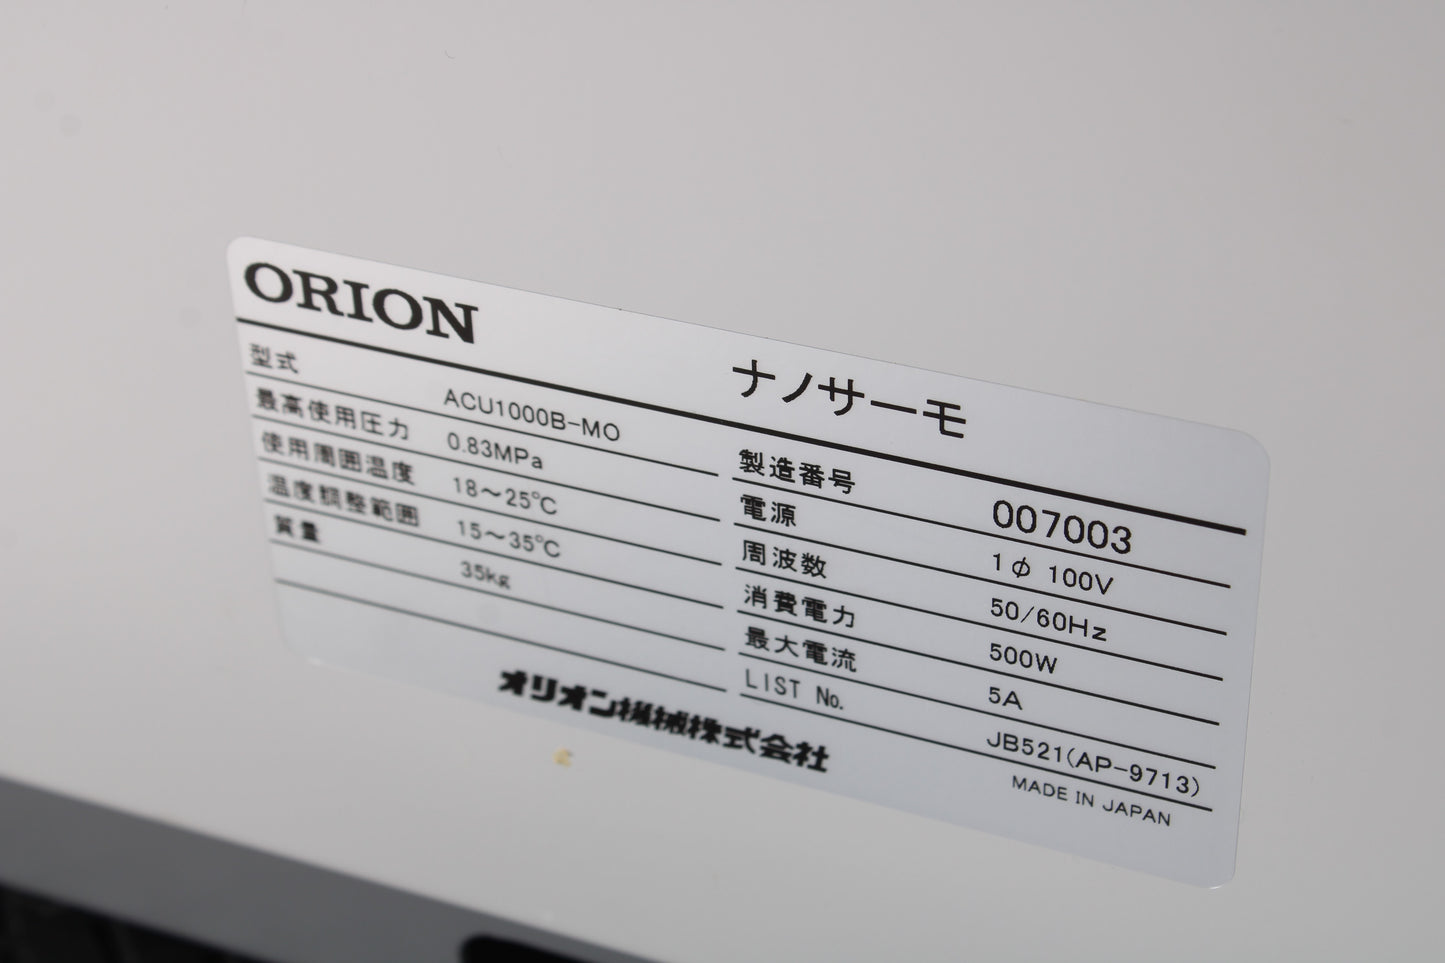 ORION
ナノサーモ
型式 ACU1000B-MO
最高使用圧力 0.83MPa
使用周囲温度 18～25℃
温度調整範囲 15～35℃
質量 35kg
製造番号 007003
電源 1φ 100V
周波数 50/60Hz
消費電力 500W
最大電流 5A
LIST No. JB521(AP-9713)
オリオン機械株式会社
MADE IN JAPAN